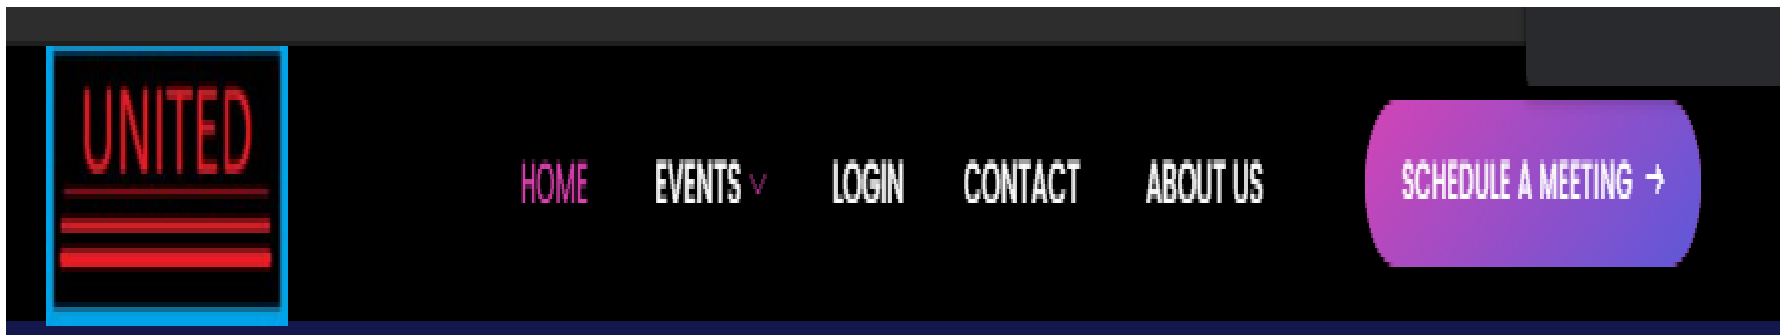 UNITED
HOME EVENTS LOGIN CONTACT ABOUT US SCHEDULE A MEETING →